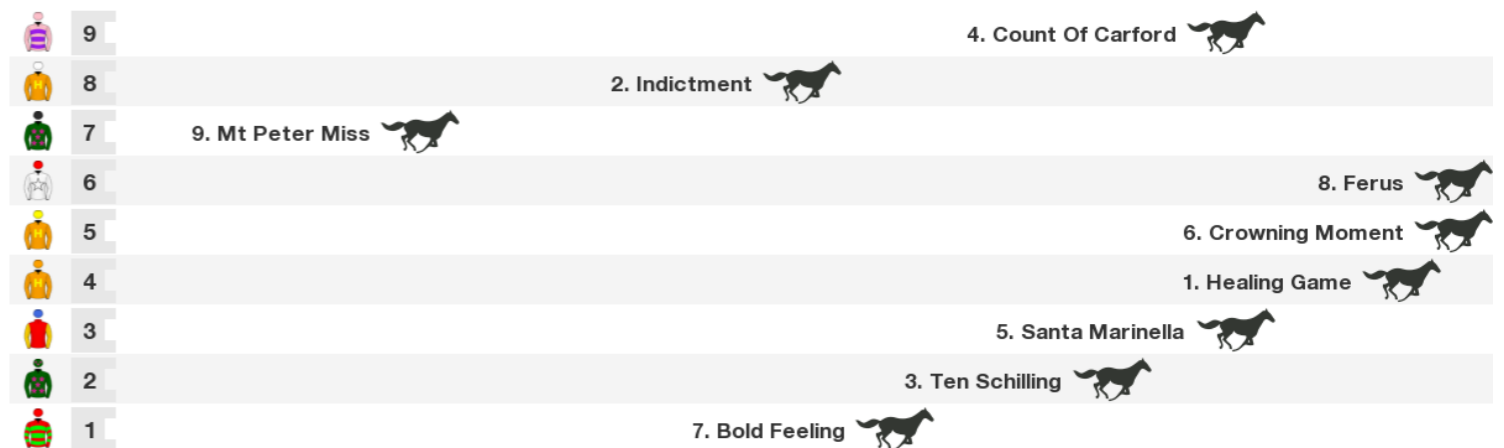 9 4. Count Of Carford
8 2. Indictment
7 9. Mt Peter Miss
6 8. Ferus
5 6. Crowning Moment
4 1. Healing Game
3 5. Santa Marinella
2 3. Ten Schilling
1 7. Bold Feeling